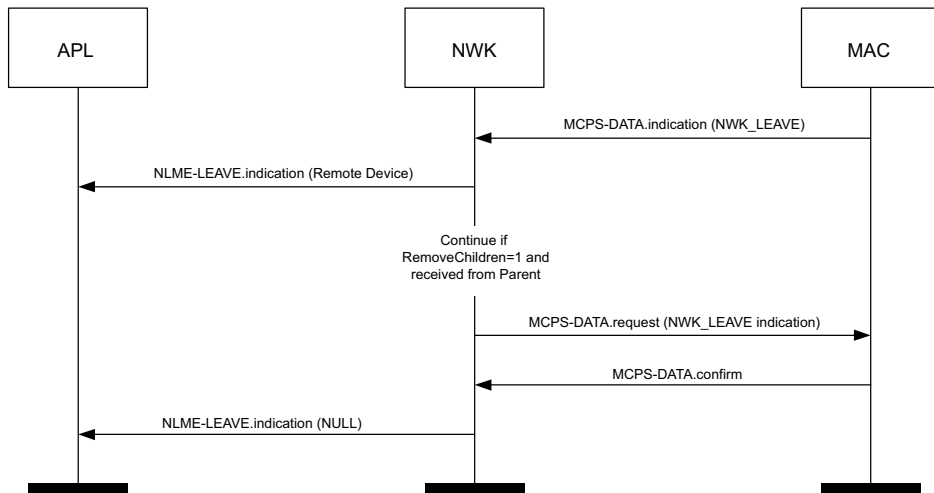 APL
NWK
MAC
MCPS-DATA.indication (NWK_LEAVE)
NLME-LEAVE.indication (Remote Device)
Continue if
RemoveChildren=1 and
received from Parent
MCPS-DATA.request (NWK_LEAVE indication)
MCPS-DATA.confirm
NLME-LEAVE.indication (NULL)